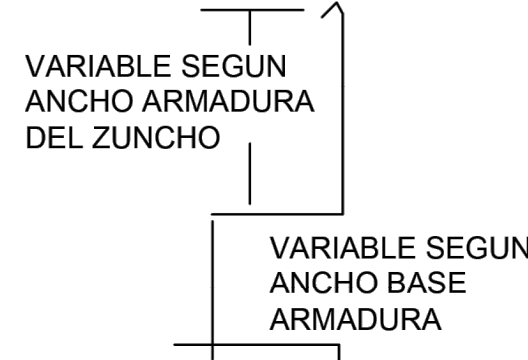 VARIABLE SEGUN
ANCHO ARMADURA
DEL ZUNCHO
VARIABLE SEGUN
ANCHO BASE
ARMADURA